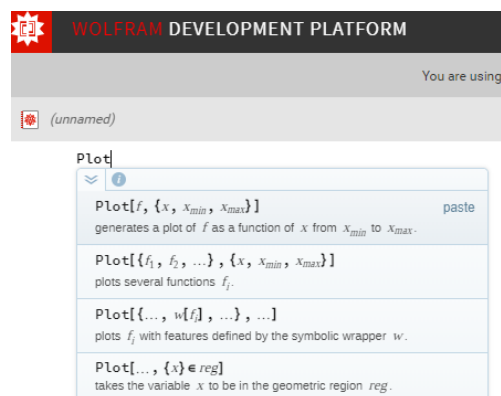 WOLFRAM DEVELOPMENT PLATFORM
You are using
(unnamed)
Plot
Plot[f, {x, xmin, xmax}]
paste
generates a plot of f as a function of x from xmin to xmax.
Plot[{f1, f2, …}, {x, xmin, xmax}]
plots several functions fi.
Plot[{…, w[fi], …}, …]
plots fi with features defined by the symbolic wrapper w.
Plot[…, {x}∈reg]
takes the variable x to be in the geometric region reg.